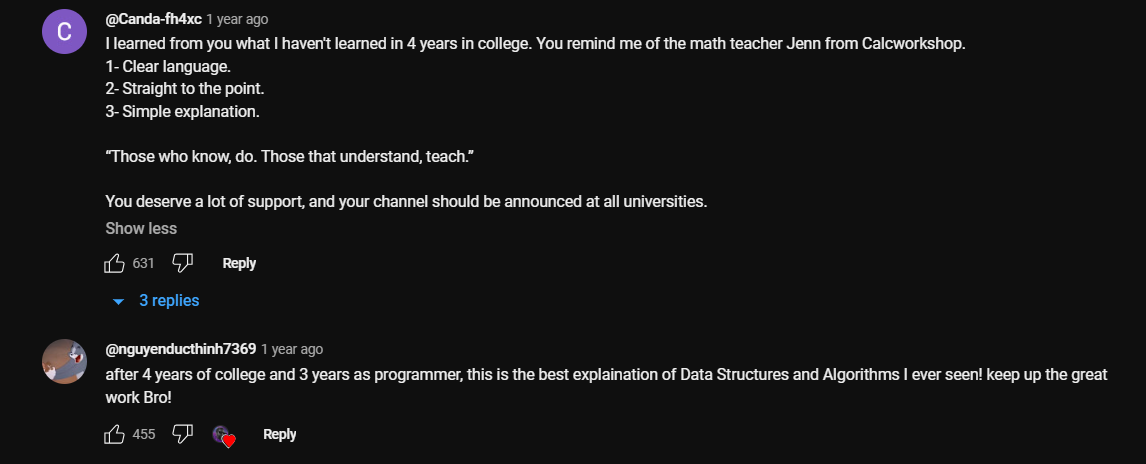 C
@Canda-fh4xc 1 year ago
I learned from you what I haven't learned in 4 years in college. You remind me of the math teacher Jenn from Calcworkshop.
1- Clear language.
2- Straight to the point.
3- Simple explanation.
“Those who know, do. Those that understand, teach.”
You deserve a lot of support, and your channel should be announced at all universities.
Show less
631 Reply
3 replies
@nguyenducthinh7369 1 year ago
after 4 years of college and 3 years as programmer, this is the best explaination of Data Structures and Algorithms I ever seen! keep up the great
work Bro!
455 Reply